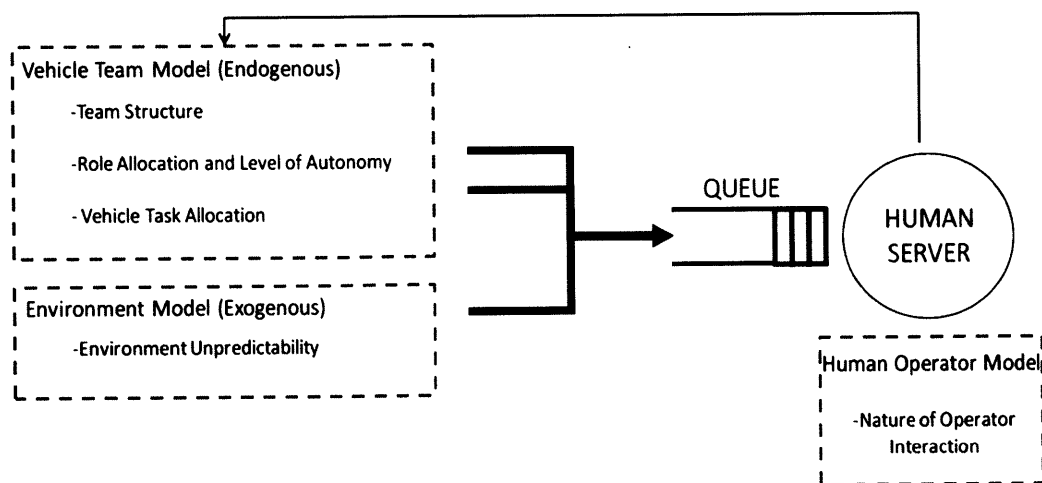 Vehicle Team Model (Endogenous)
-Team Structure
-Role Allocation and Level of Autonomy
- Vehicle Task Allocation
Environment Model (Exogenous)
-Environment Unpredictability
QUEUE
HUMAN
SERVER
Human Operator Model
-Nature of Operator
Interaction